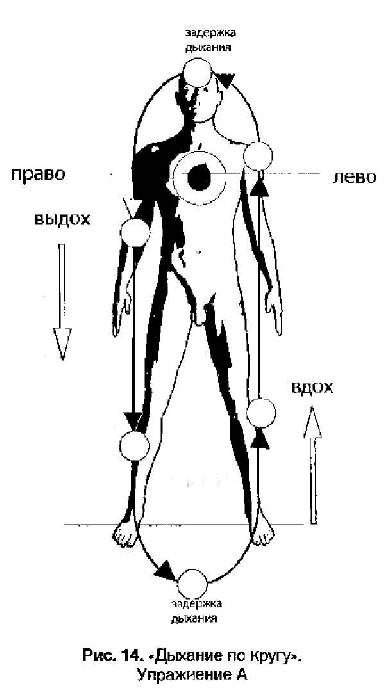 задержка
дыхания
право
лево
выдох
вдох
задержка
дыхания
Рис. 14. «Дыхание по кругу».
Упражнение А